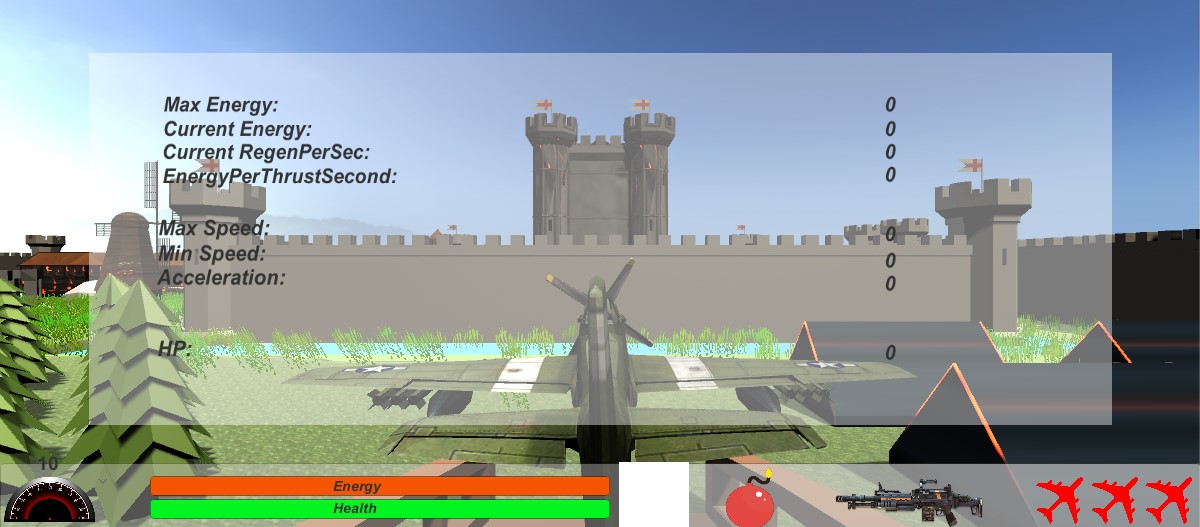 Max Energy: 0
Current Energy: 0
Current RegenPerSec: 0
EnergyPerThrustSecond: 0
Max Speed: 0
Min Speed: 0
Acceleration: 0
HP: 0
10
Energy
Health